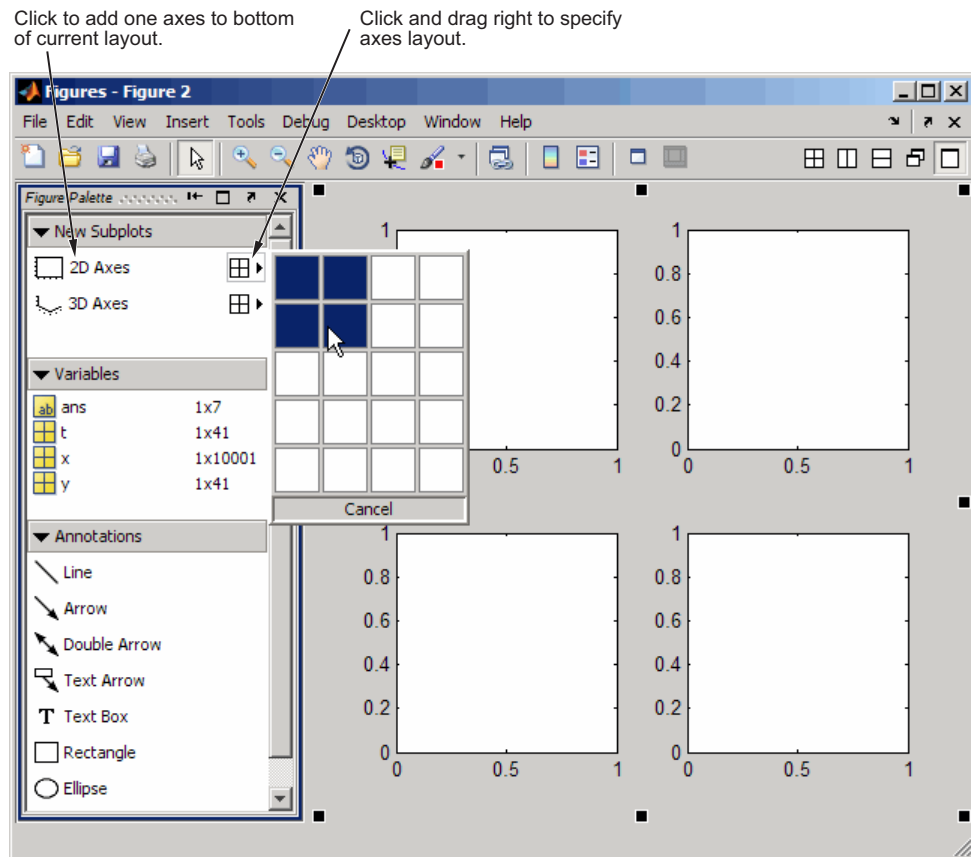 Click to add one axes to bottom
of current layout.
Click and drag right to specify
axes layout.
Figures - Figure 2
File Edit View Insert Tools Debug Desktop Window Help
Figure Palette
New Subplots
2D Axes
3D Axes
Variables
ab ans 1x7
t 1x41
x 1x10001
y 1x41
Cancel
Annotations
Line
Arrow
Double Arrow
Text Arrow
T Text Box
Rectangle
Ellipse
1
0.5 1
1
0.8
0.6
0.4
0.2
0
0 0.5 1
1
0.8
0.6
0.4
0.2
0
0 0.5 1
1
0.8
0.6
0.4
0.2
0
0 0.5 1